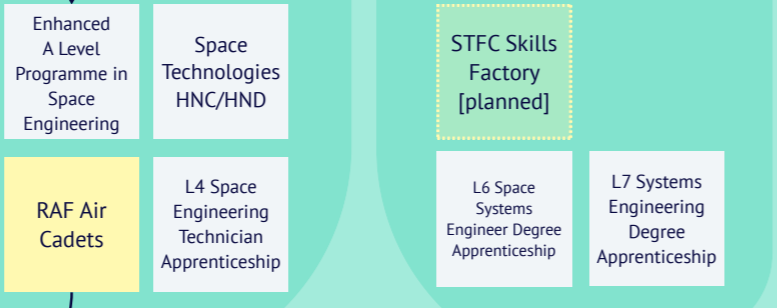 Enhanced
A Level
Programme in
Space
Engineering
Space
Technologies
HNC/HND
STFC Skills
Factory
[planned]
RAF Air
Cadets
L4 Space
Engineering
Technician
Apprenticeship
L6 Space
Systems
Engineer Degree
Apprenticeship
L7 Systems
Engineering
Degree
Apprenticeship